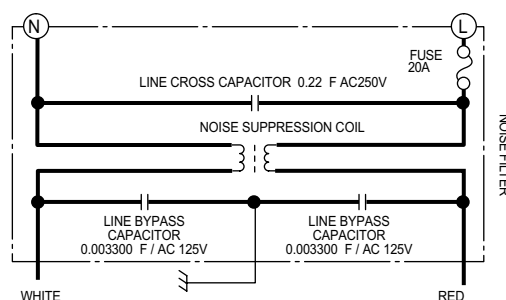 N
L
FUSE
20A
LINE CROSS CAPACITOR 0.22 F AC250V
NOISE SUPPRESSION COIL
NOISE FILTER
LINE BYPASS
CAPACITOR
0.003300 F / AC 125V
LINE BYPASS
CAPACITOR
0.003300 F / AC 125V
WHITE
RED